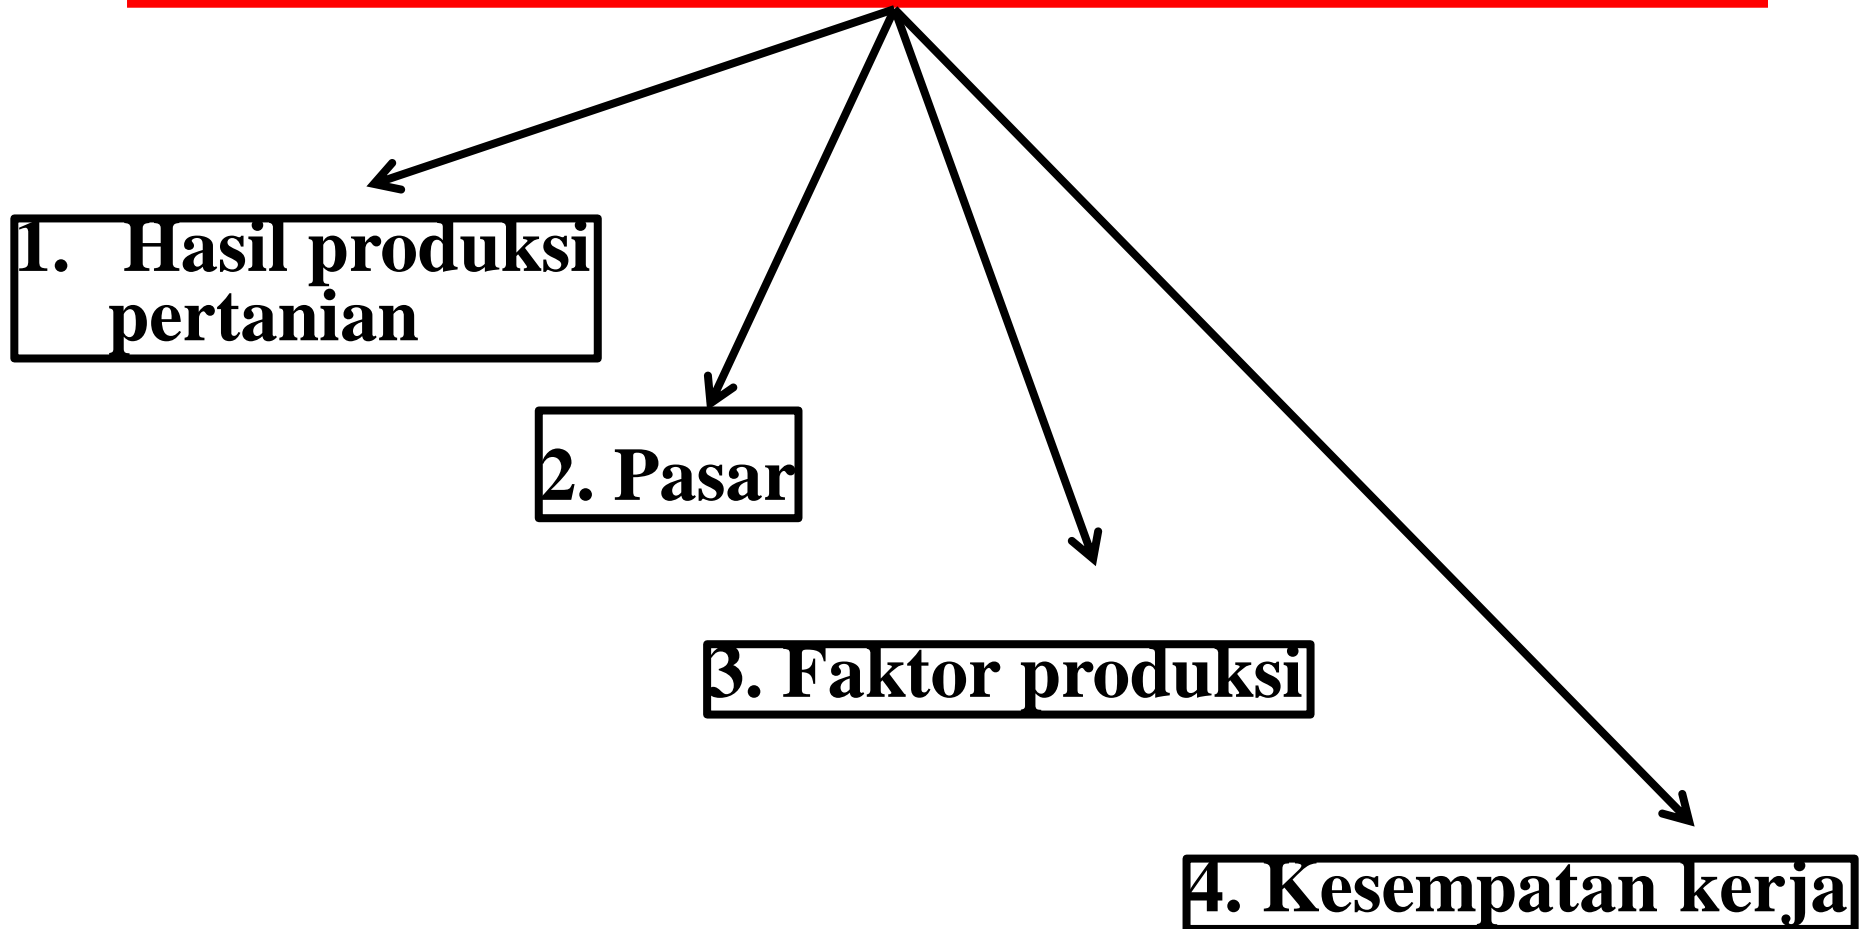 1. Hasil produksi
pertanian
2. Pasar
3. Faktor produksi
4. Kesempatan kerja